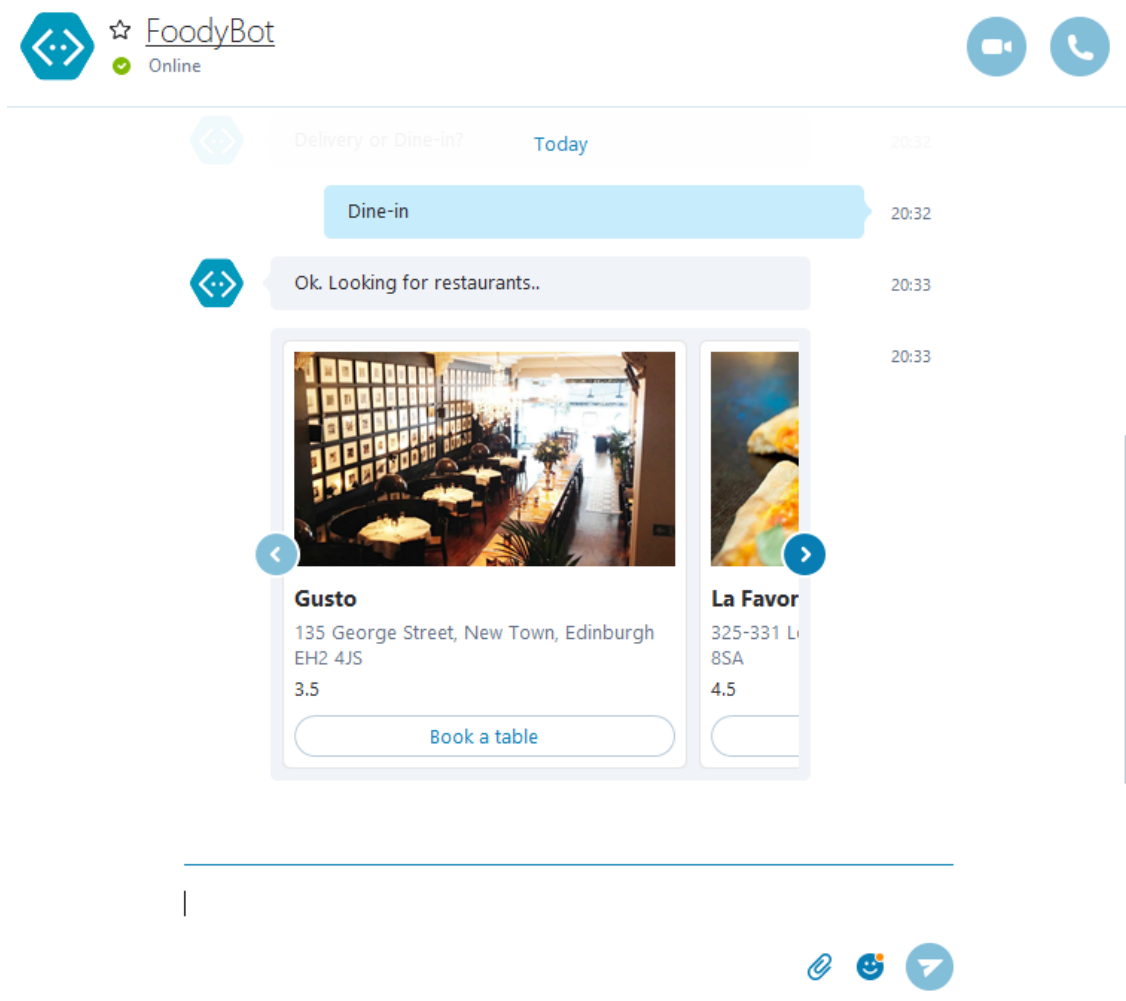 FoodyBot
Online
Delivery or Dine-in?
Today
20:32
Dine-in
20:32
Ok. Looking for restaurants..
20:33
20:33
Gusto
135 George Street, New Town, Edinburgh
EH2 4JS
3.5
Book a table
La Favor
325-331
8SA
4.5